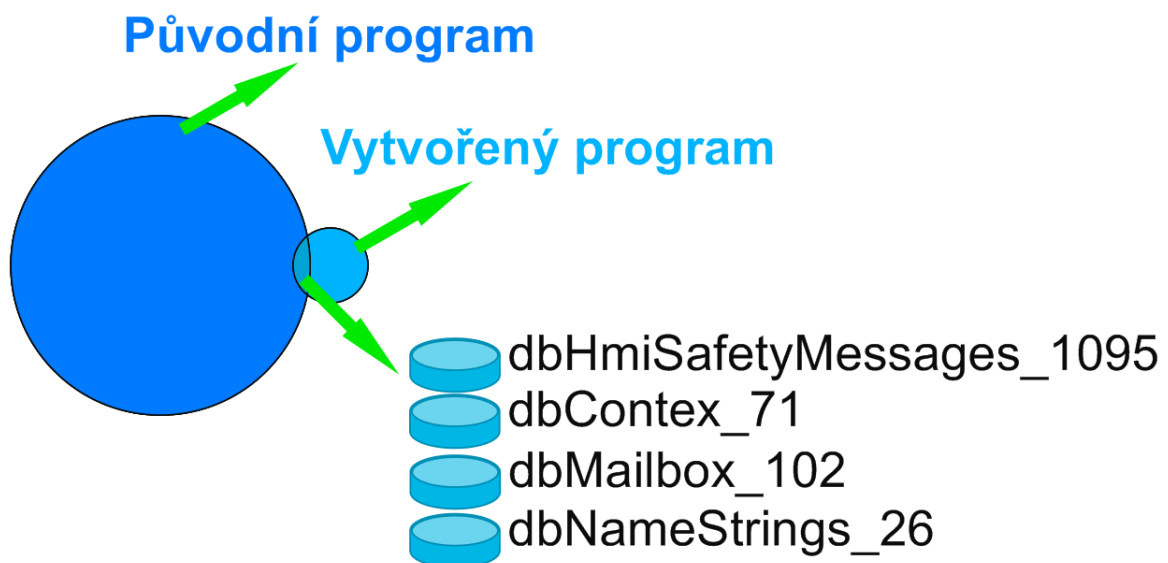 Původní program
Vytvořený program
dbHmiSafetyMessages_1095
dbContex_71
dbMailbox_102
dbNameStrings_26